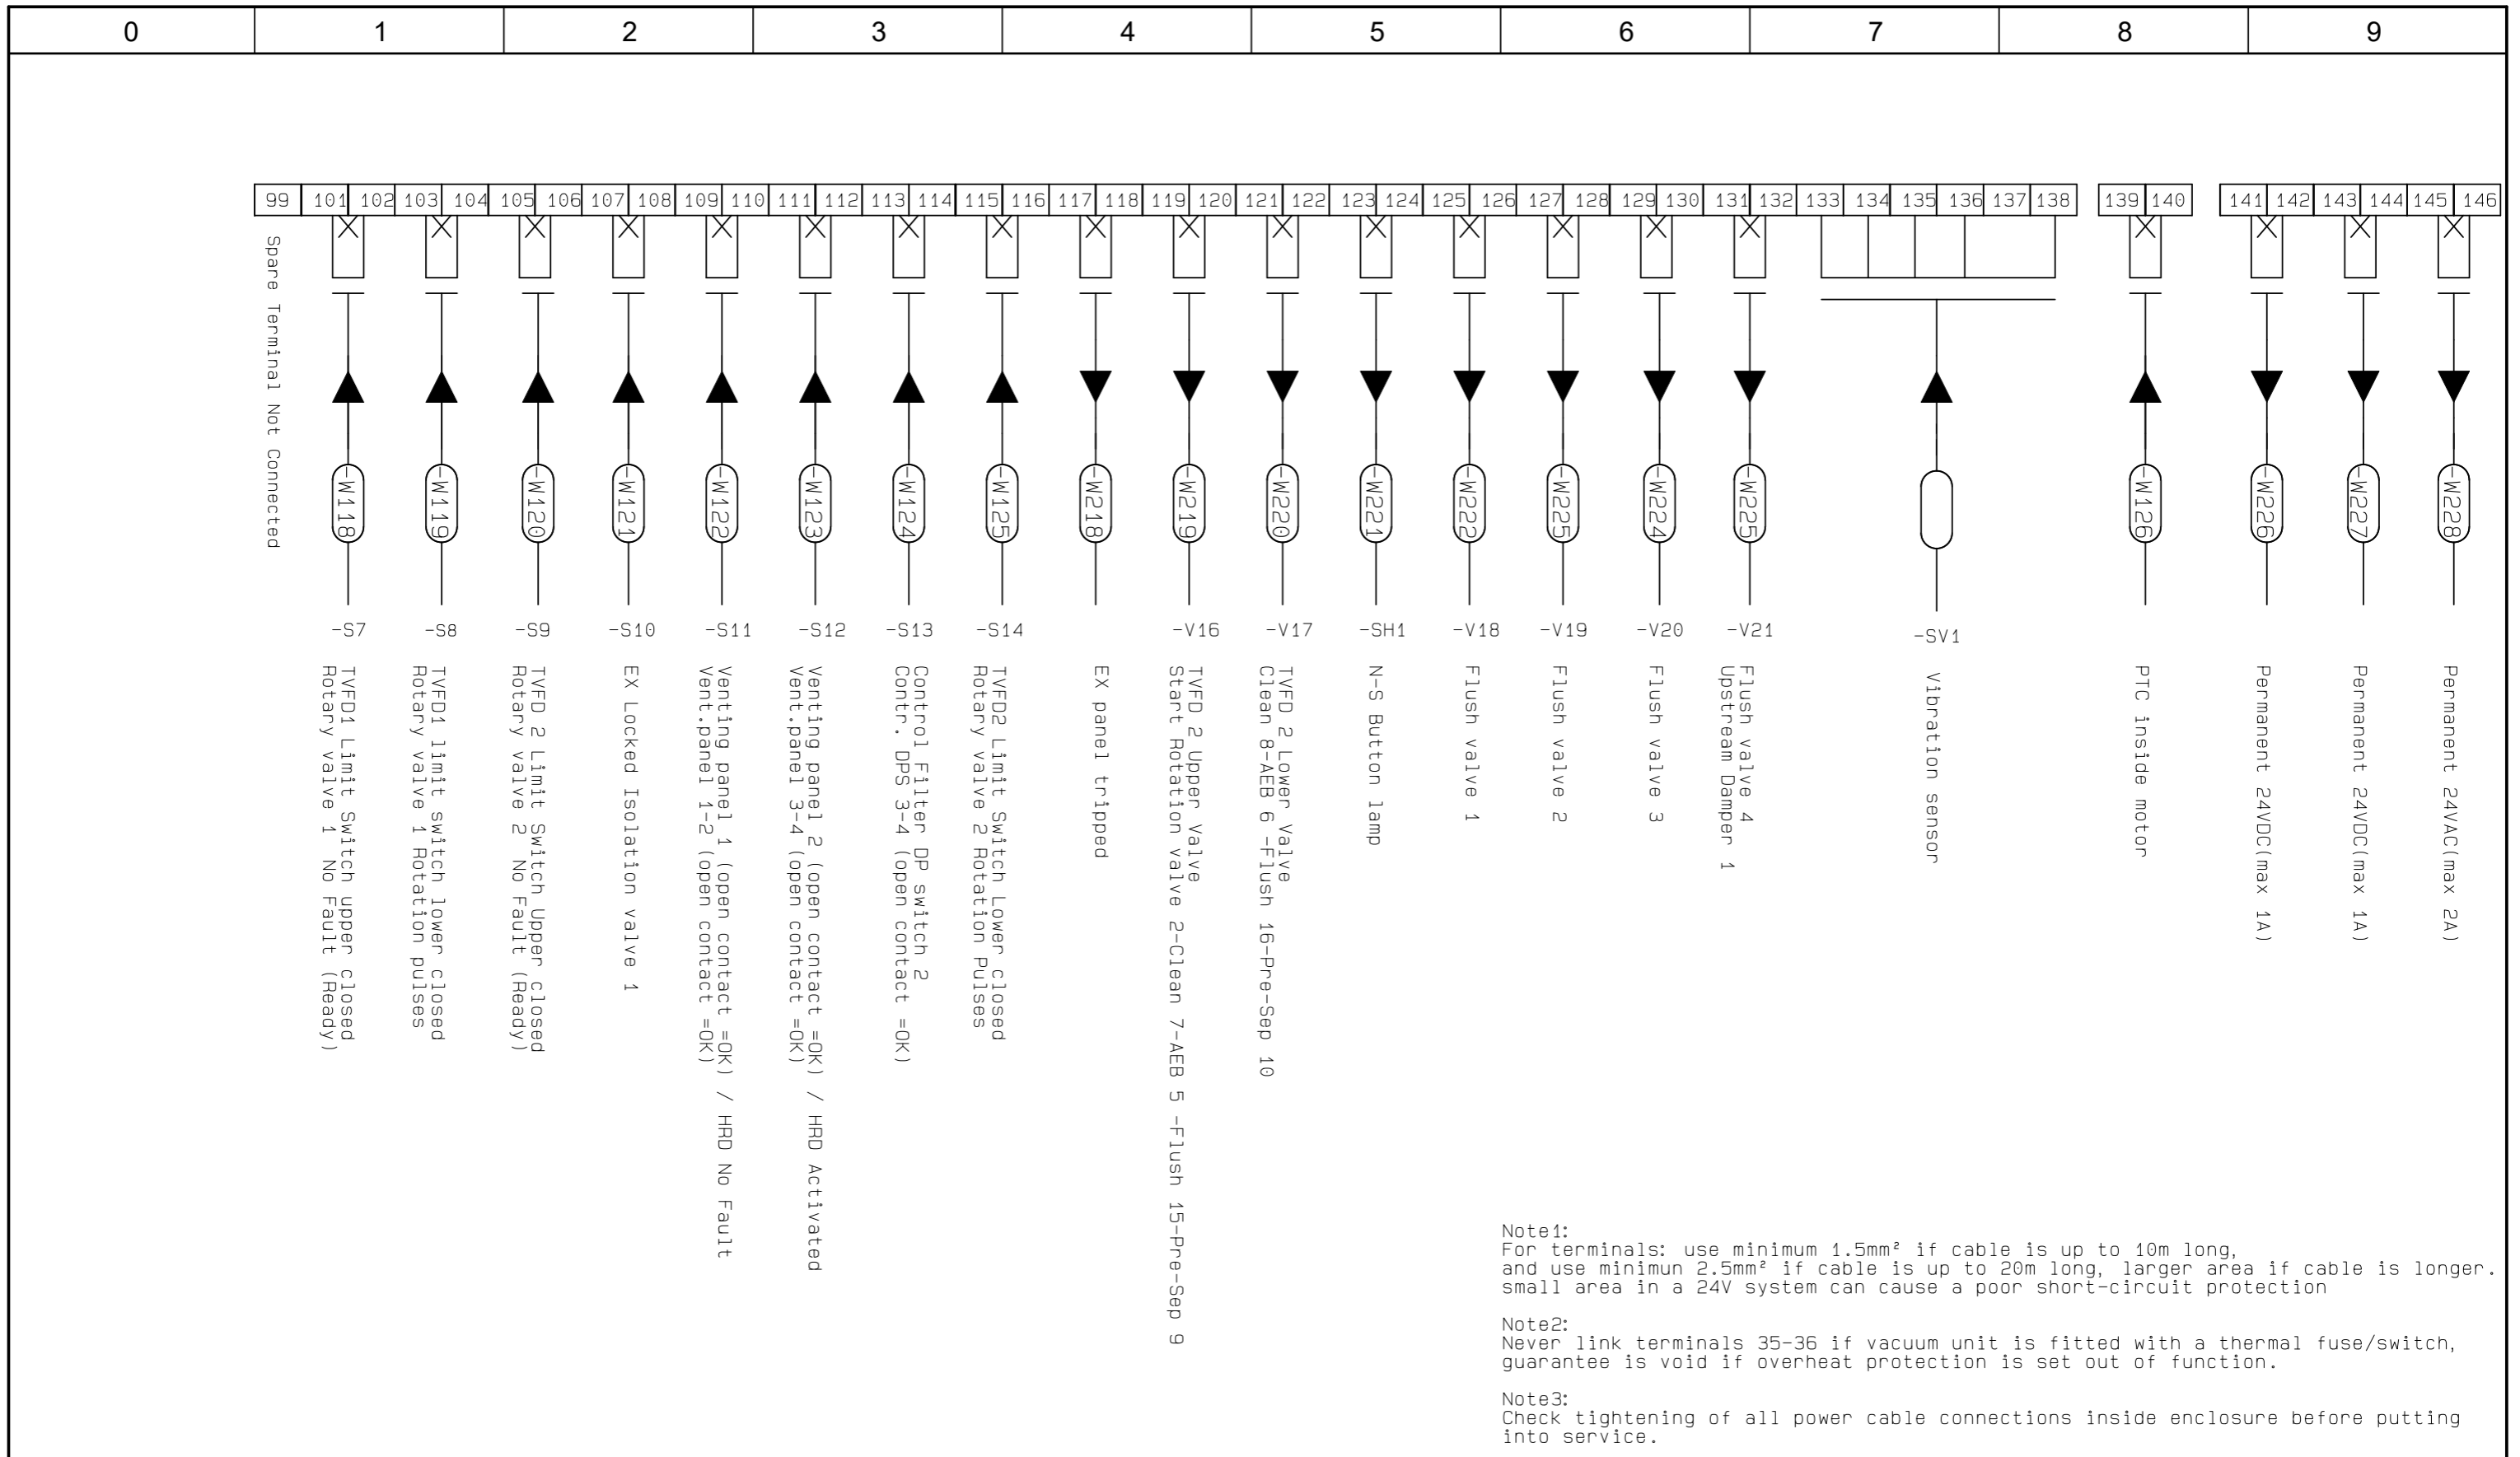 0 1 2 3 4 5 6 7 8 9
99 101 102 103 104 105 106 107 108 109 110 111 112 113 114 115 116 117 118 119 120 121 122 123 124 125 126 127 128 129 130 131 132 133 134 135 136 137 138 139 140 141 142 143 144 145 146
Spare Terminal Not Connected
-W118
-W119
-W120
-W121
-W122
-W123
-W124
-W125
-W218
-W219
-W220
-W221
-W222
-W225
-W224
-W225
-W126
-W226
-W227
-W228
-S7
-S8
-S9
-S10
-S11
-S12
-S13
-S14
-V16
-V17
-SH1
-V18
-V19
-V20
-V21
-SV1
TVFD1 Limit Switch upper closed
Rotary valve 1 No Fault (Ready)
TVFD1 limit switch lower closed
Rotary valve 1 Rotation pulses
TVFD 2 Limit Switch Upper closed
Rotary valve 2 No Fault (Ready)
EX Locked Isolation valve 1
Venting panel 1 (open contact =OK) / HRD No Fault
Vent.panel 1-2 (open contact =OK)
Venting panel 2 (open contact =OK) / HRD Activated
Vent.panel 3-4 (open contact =OK)
Control Filter DP switch 2
Contr. DPS 3-4 (open contact =OK)
TVFD2 Limit Switch Lower closed
Rotary valve 2 Rotation Pulses
EX panel tripped
TVFD 2 Upper Valve
Start Rotation valve 2-Clean 7-AEB 5 -Flush 15-Pre-Sep 9
TVFD 2 Lower Valve
Clean 8-AEB 6 -Flush 16-Pre-Sep 10
N-S Button lamp
Flush valve 1
Flush valve 2
Flush valve 3
Flush valve 4
Upstream Damper 1
Vibration sensor
PTC inside motor
Permanent 24VDC(max 1A)
Permanent 24VDC(max 1A)
Permanent 24VAC(max 2A)
Note1:
For terminals: use minimum 1.5mm² if cable is up to 10m long,
and use minimun 2.5mm² if cable is up to 20m long, larger area if cable is longer.
small area in a 24V system can cause a poor short-circuit protection
Note2:
Never link terminals 35-36 if vacuum unit is fitted with a thermal fuse/switch,
guarantee is void if overheat protection is set out of function.
Note3:
Check tightening of all power cable connections inside enclosure before putting
into service.